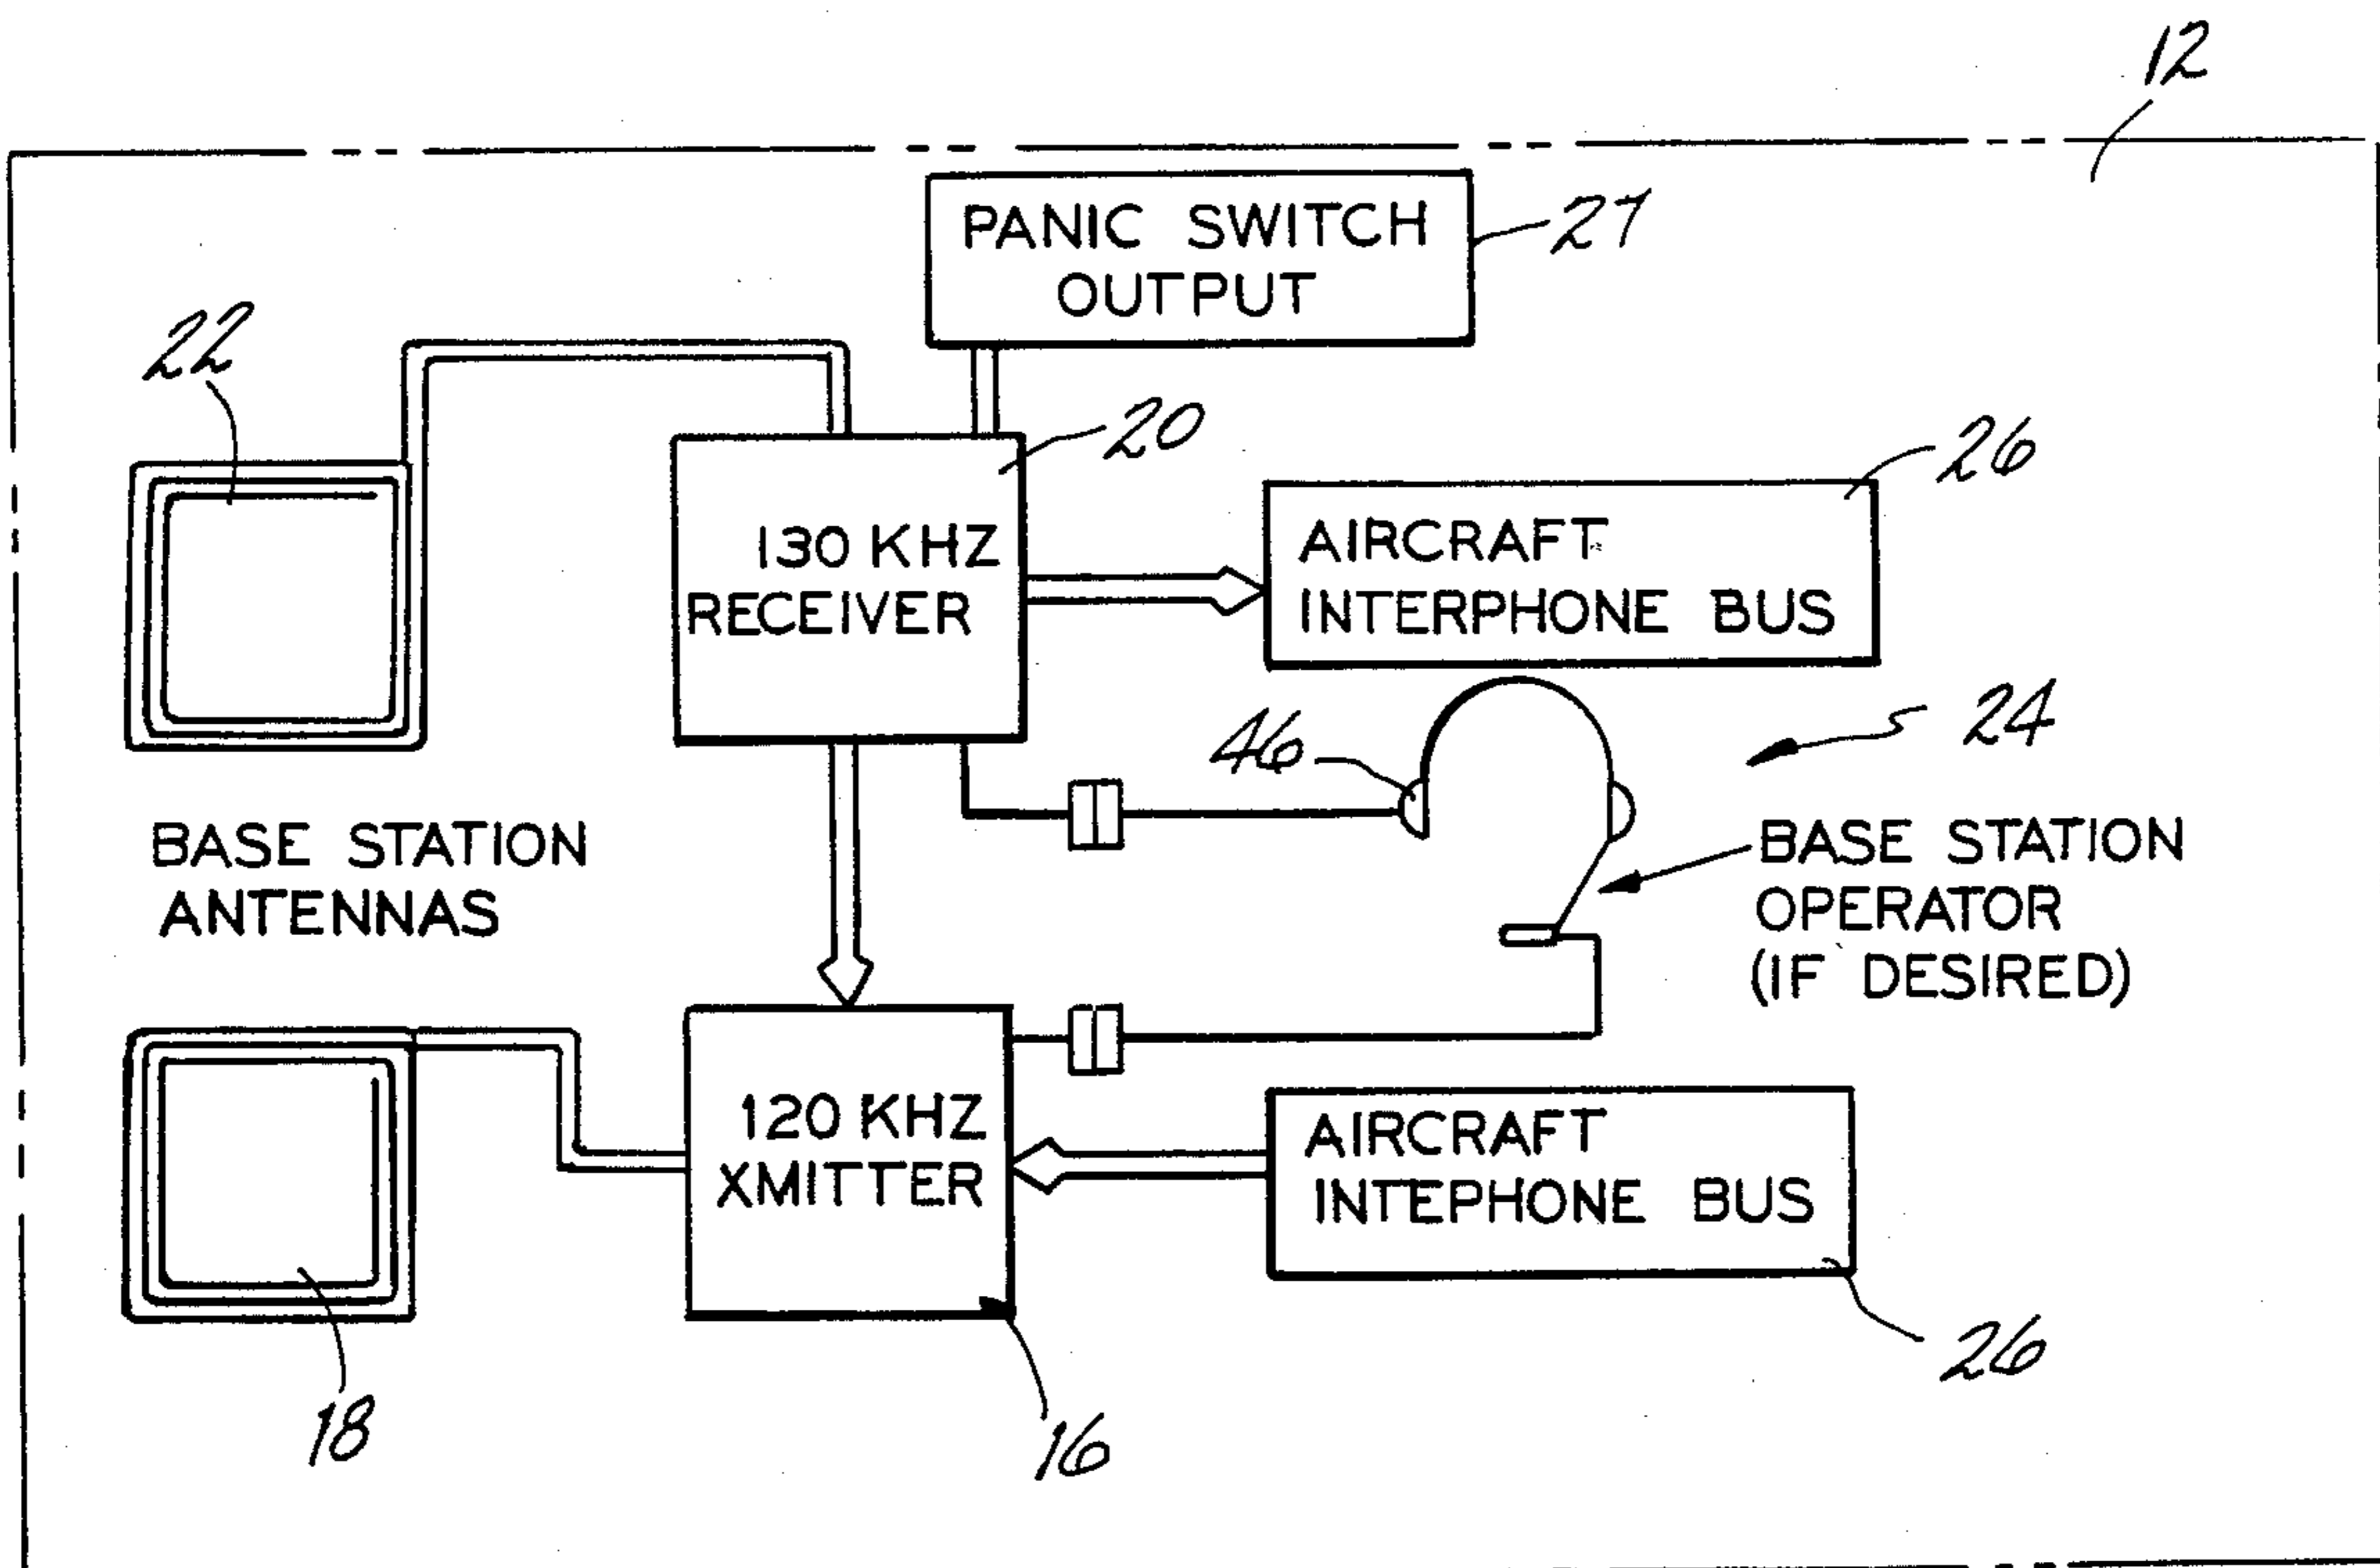 12
PANIC SWITCH
OUTPUT
27
22
20
26
130 KHZ
RECEIVER
AIRCRAFT
INTERPHONE BUS
24
46
BASE STATION
ANTENNAS
BASE STATION
OPERATOR
(IF DESIRED)
120 KHZ
XMITTER
AIRCRAFT
INTEPHONE BUS
26
18
16